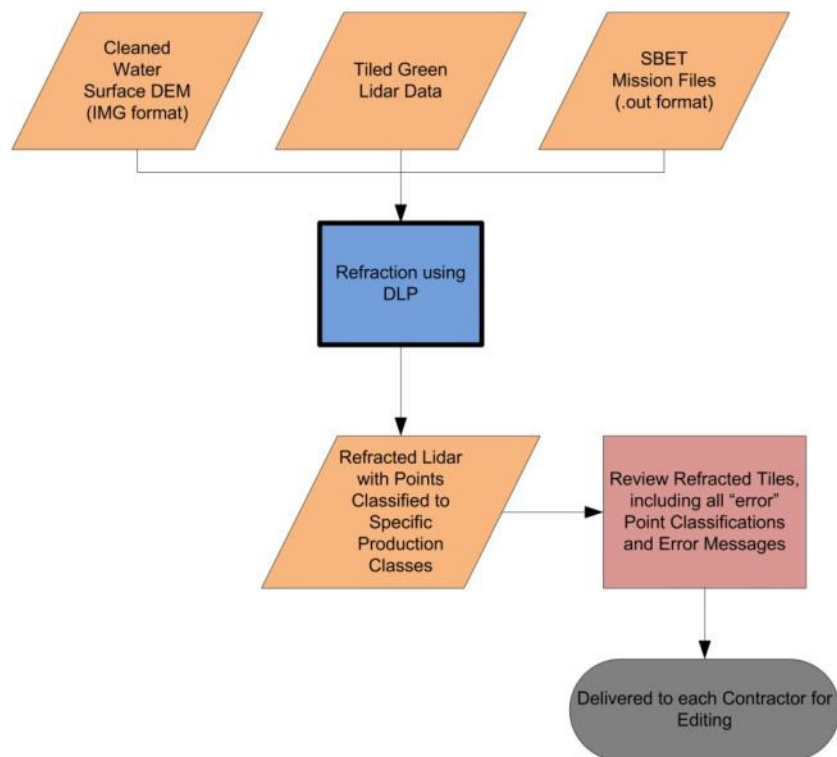 Cleaned
Water
Surface DEM
(IMG format)
Tiled Green
Lidar Data
SBET
Mission Files
(.out format)
Refraction using
DLP
Refracted Lidar
with Points
Classified to
Specific
Production
Classes
Review Refracted Tiles,
including all “error”
Point Classifications
and Error Messages
Delivered to each Contractor for
Editing